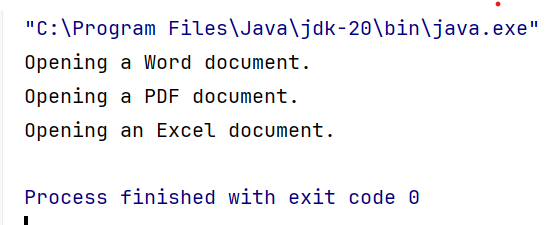 "C:\Program Files\Java\jdk-20\bin\java.exe"
Opening a Word document.
Opening a PDF document.
Opening an Excel document.
Process finished with exit code 0